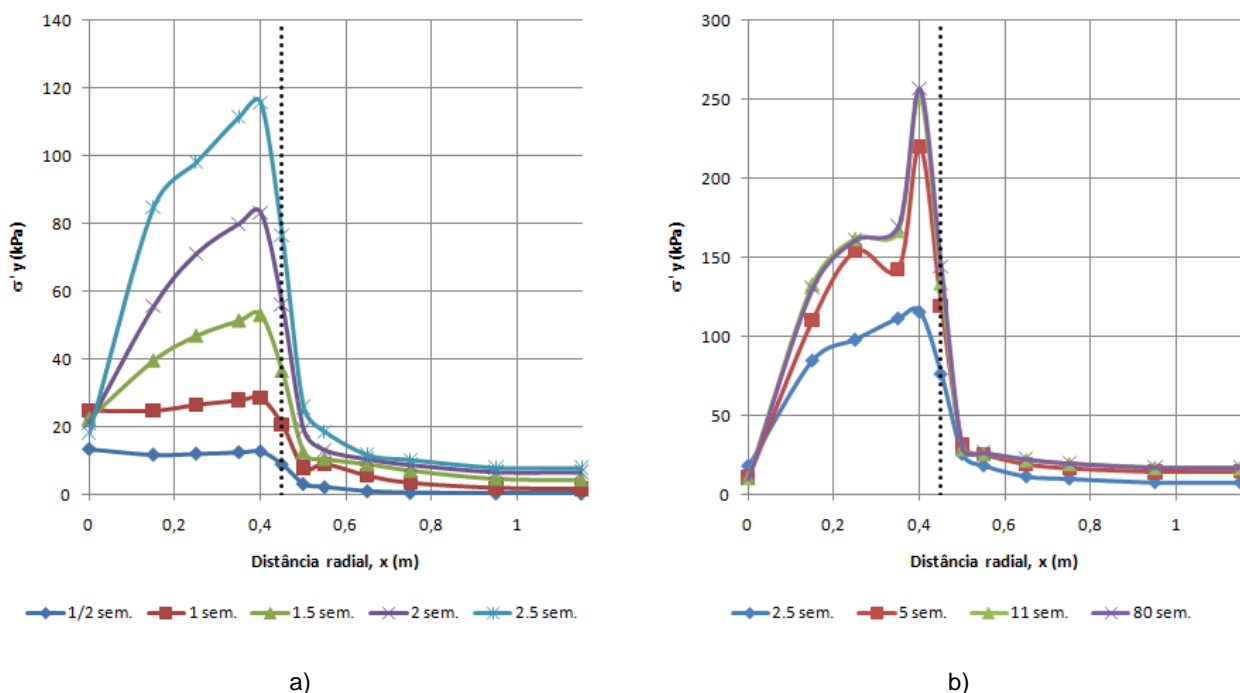 140
120
100
80
60
40
20
0
σ' y (kPa)
0 0,2 0,4 0,6 0,8 1
Distância radial, x (m)
1/2 sem. 1 sem. 1.5 sem. 2 sem. 2.5 sem.
a)
300
250
200
150
100
50
0
σ' y (kPa)
0 0,2 0,4 0,6 0,8 1
Distância radial, x (m)
2.5 sem. 5 sem. 11 sem. 80 sem.
b)